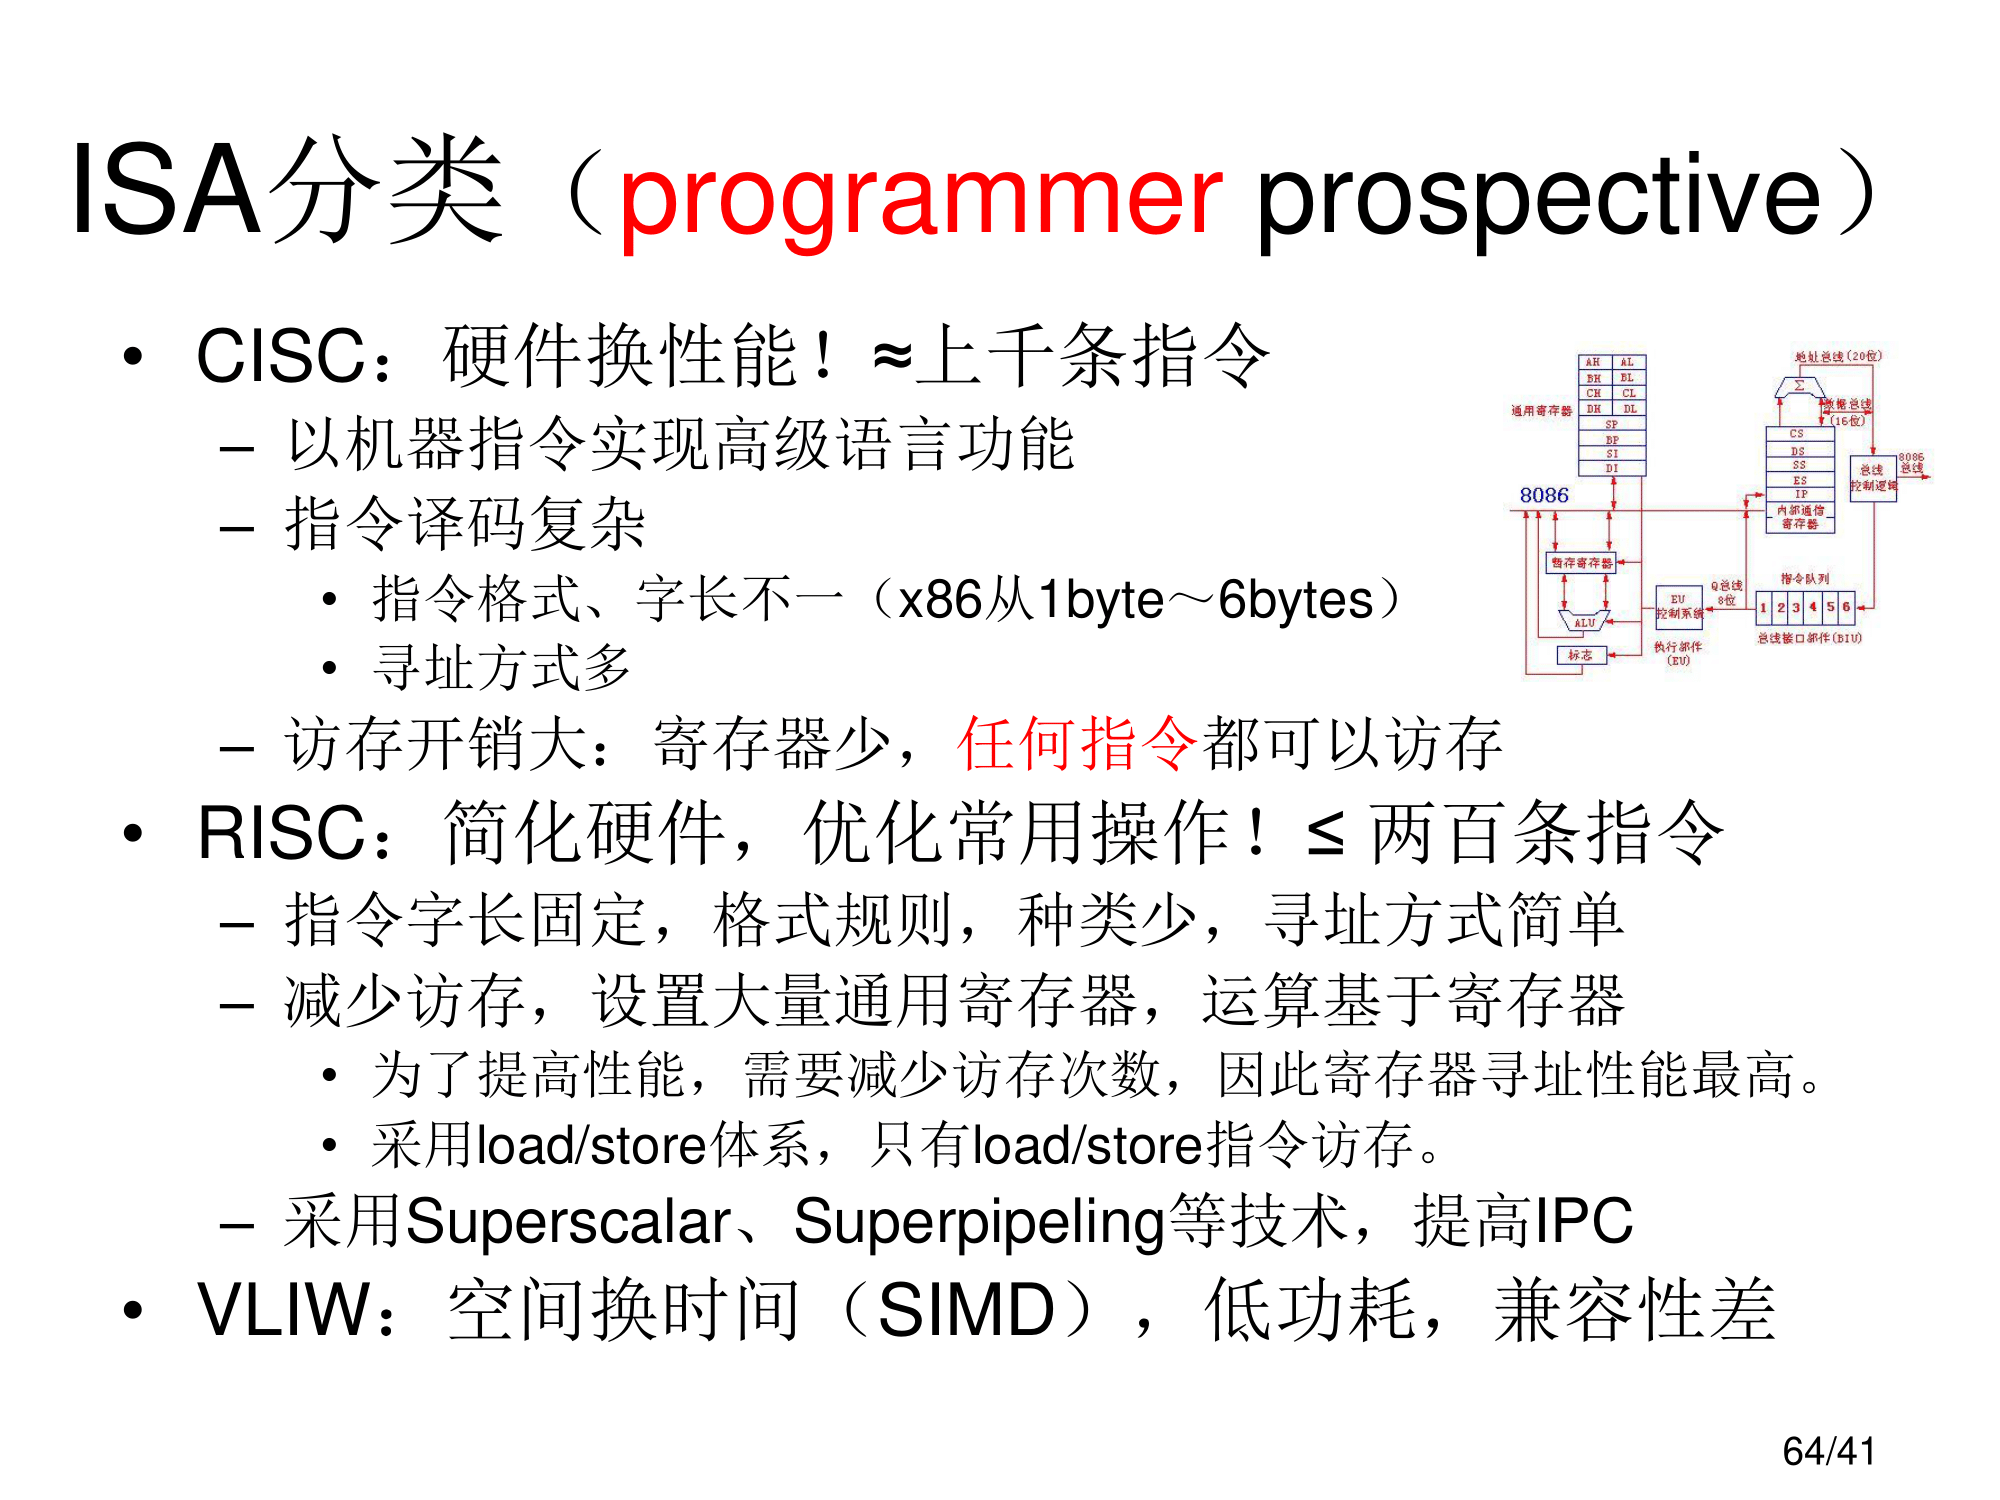 ISA分类（programmer prospective）
• CISC：硬件换性能！≈上千条指令
– 以机器指令实现高级语言功能
– 指令译码复杂
• 指令格式、字长不一（x86从1byte～6bytes）
• 寻址方式多
– 访存开销大：寄存器少，任何指令都可以访存
• RISC：简化硬件，优化常用操作！≤ 两百条指令
– 指令字长固定，格式规则，种类少，寻址方式简单
– 减少访存，设置大量通用寄存器，运算基于寄存器
• 为了提高性能，需要减少访存次数，因此寄存器寻址性能最高。
• 采用load/store体系，只有load/store指令访存。
– 采用Superscalar、Superpipeling等技术，提高IPC
• VLIW：空间换时间（SIMD），低功耗，兼容性差
通用寄存器
AH AL
BH BL
CH CL
DH DL
SP
BP
SI
DI
8086
暂存寄存器
ALU
标志
EU
控制系统
执行部件
(EU)
地址总线(20位)
Σ
数据总线
(16位)
CS
DS
SS
ES
IP
内部通信
寄存器
总线
控制逻辑
8086
总线
Q总线
8位
指令队列
1 2 3 4 5 6
总线接口部件(BIU)
64/41